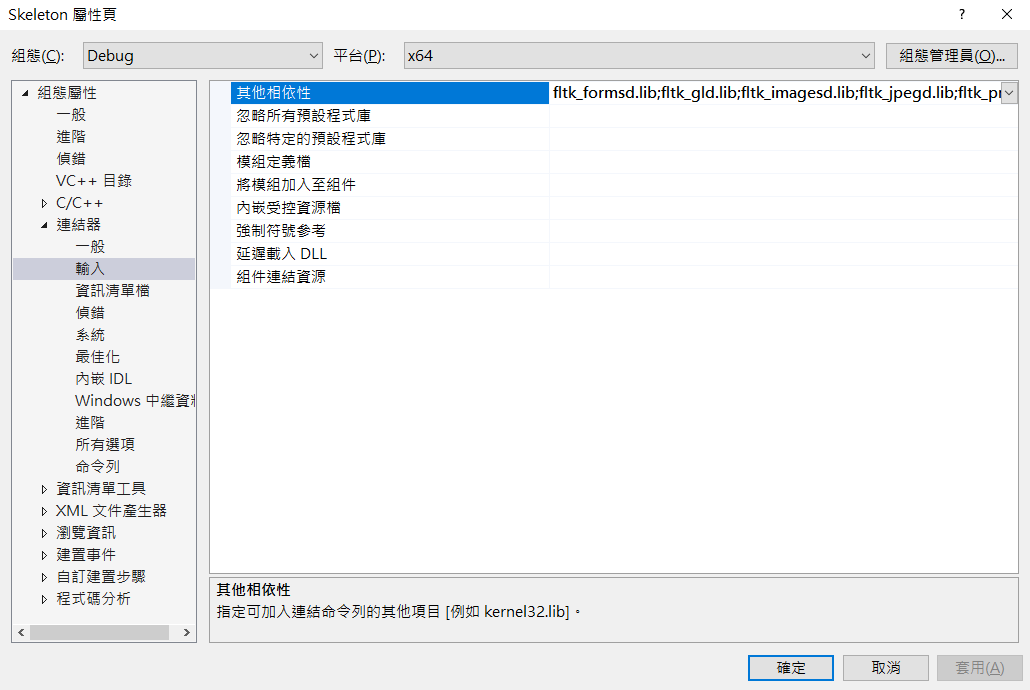 Skeleton 屬性頁
組態(C): Debug 平台(P): x64 組態管理員(O)...
組態屬性
一般
進階
偵錯
VC++ 目錄
C/C++
連結器
一般
輸入
資訊清單檔
偵錯
系統
最佳化
內嵌 IDL
Windows 中繼資
進階
所有選項
命令列
資訊清單工具
XML 文件產生器
瀏覽資訊
建置事件
自訂建置步驟
程式碼分析
其他相依性 fltk_formsd.lib;fltk_gld.lib;fltk_imagesd.lib;fltk_jpegd.lib;fltk_p
忽略所有預設程式庫
忽略特定的預設程式庫
模組定義檔
將模組加入至組件
內嵌受控資源檔
強制符號參考
延遲載入 DLL
組件連結資源
其他相依性
指定可加入連結命令列的其他項目 [例如 kernel32.lib]。
確定 取消 套用(A)